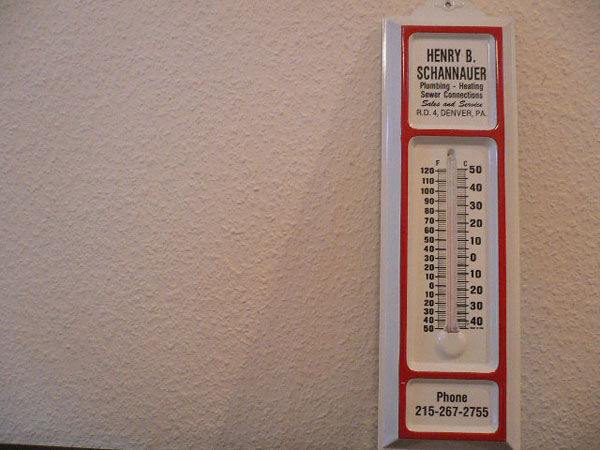 HENRY B.
SCHANNAUER
Plumbing - Heating
Sewer Connections
Sales and Service
R.D. 4, DENVER, PA.
F C
120 50
110
100 40
90
80 30
70
60 20
50
40 10
30
20 0
10
0 10
10
20 20
30 30
40
50 40
Phone
215-267-2755